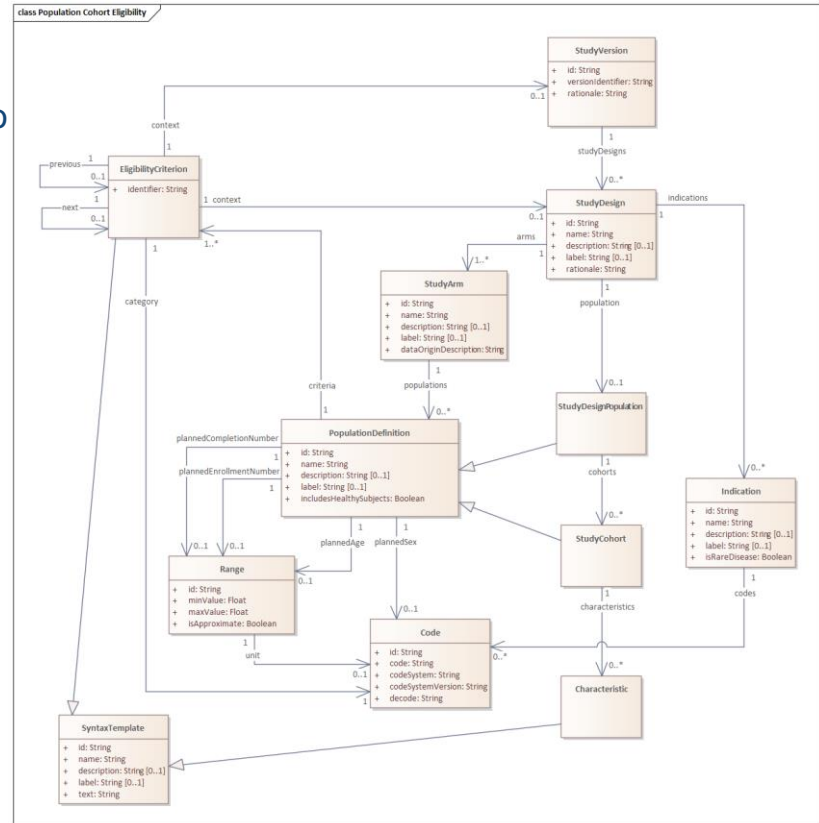 class Population Cohort Eligibility
StudyVersion
+ id: String
+ versionIdentifier: String
+ rationale: String
0..1
1
context
studyDesigns
1
0..*
previous
1
0..1
1
next
0..1
EligibilityCriterion
+ identifier: String
1 context
0..1
1
1..*
StudyDesign
+ id: String
+ name: String
+ description: String [0..1]
+ label: String [0..1]
+ rationale: String
1
indications
arms
1
1..*
1
population
category
StudyArm
+ id: String
+ name: String
+ description: String [0..1]
+ label: String [0..1]
+ dataOriginDescription: String
1
populations
0..*
criteria
1
0..1
StudyDesignPopulation
1
cohorts
0..*
plannedCompletionNumber
1
plannedEnrollmentNumber
1
PopulationDefinition
+ id: String
+ name: String
+ description: String [0..1]
+ label: String [0..1]
+ includesHealthySubjects: Boolean
0..*
Indication
+ id: String
+ name: String
+ description: String [0..1]
+ label: String [0..1]
+ isRareDisease: Boolean
1
codes
1
plannedAge
1
plannedSex
0..1
0..1
0..1
StudyCohort
1
characteristics
0..*
Range
+ id: String
+ minValue: Float
+ maxValue: Float
+ isApproximate: Boolean
1
unit
0..1
0..1
Code
+ id: String
+ code: String
+ codeSystem: String
+ codeSystemVersion: String
+ decode: String
0..*
1
Characteristic
SyntaxTemplate
+ id: String
+ name: String
+ description: String [0..1]
+ label: String [0..1]
+ text: String